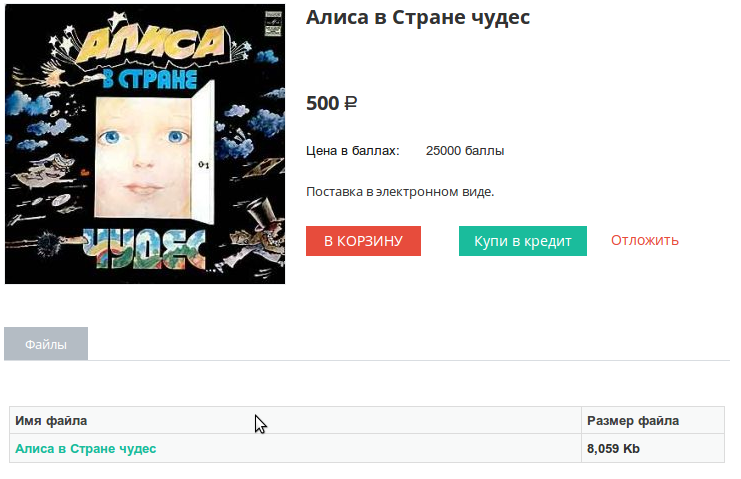 Алиса в Стране чудес
АЛИСА
В СТРАНЕ
ЧУДЕС
500 ₽
Цена в баллах: 25000 баллы
Поставка в электронном виде.
В КОРЗИНУ Купи в кредит Отложить
Файлы
Имя файла Размер файла
Алиса в Стране чудес 8,059 Kb